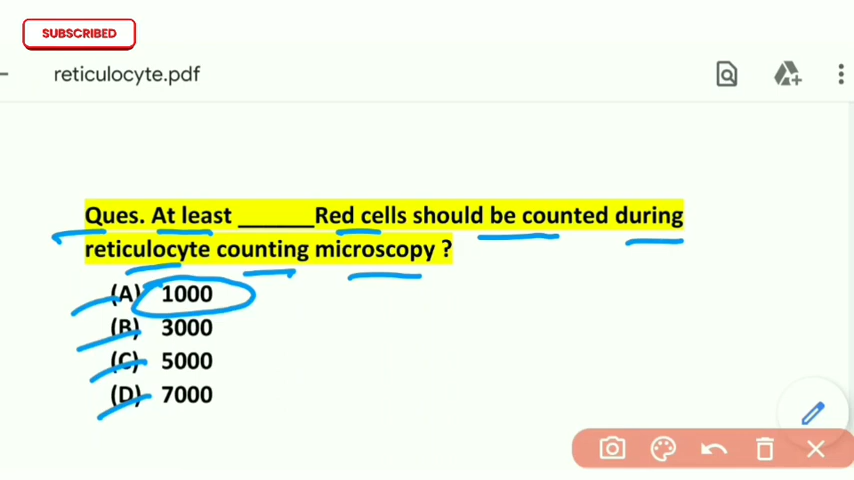 SUBSCRIBED
reticulocyte.pdf
Ques. At least ______Red cells should be counted during
reticulocyte counting microscopy ?
(A) 1000
(B) 3000
(C) 5000
(D) 7000